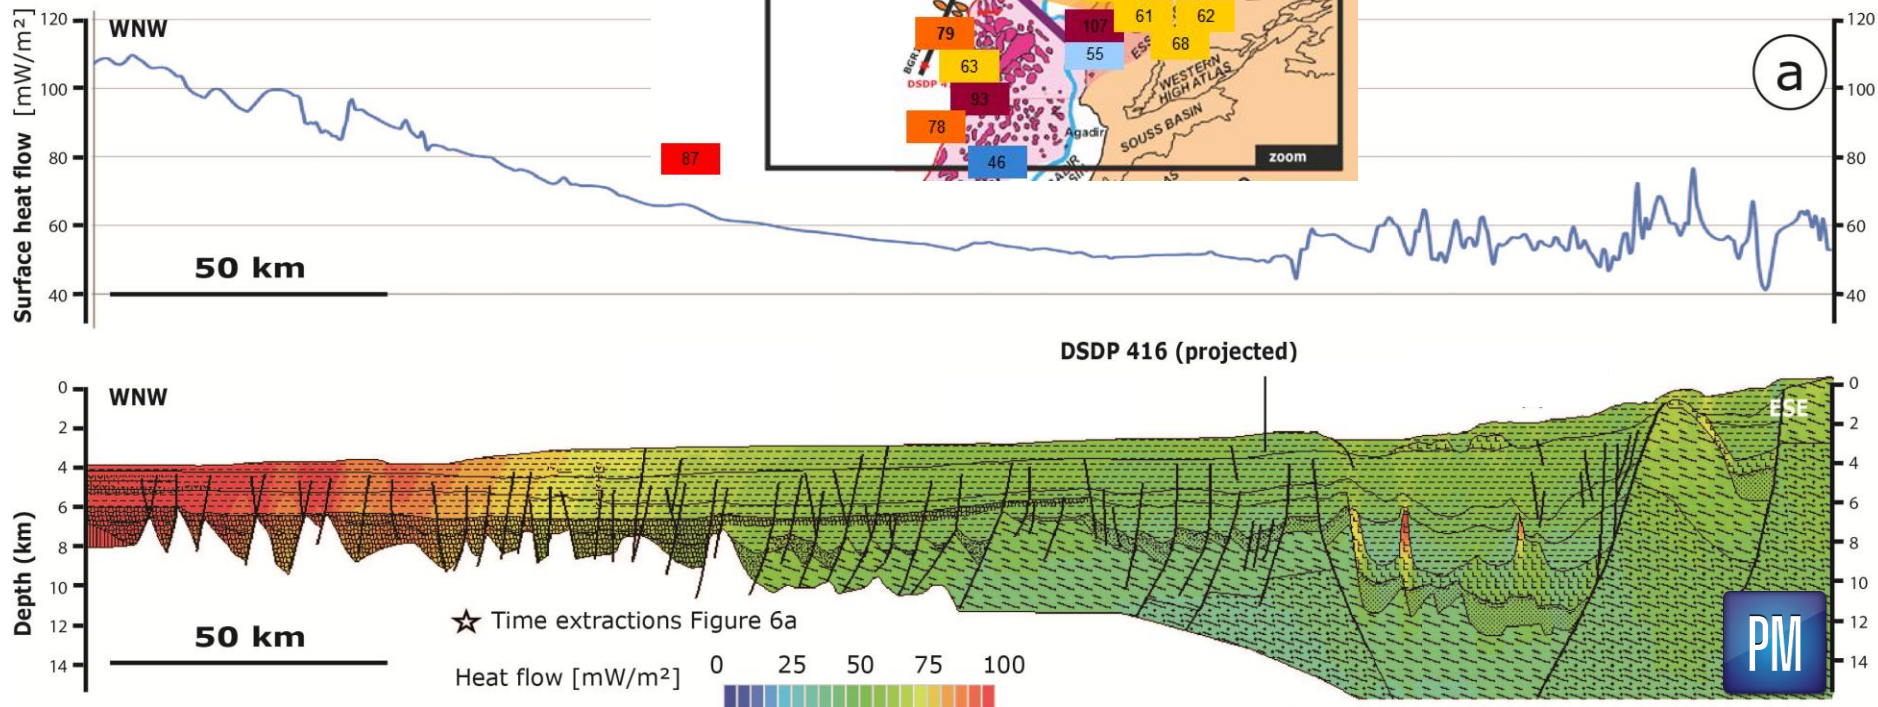 Surface heat flow [mW/m²]
120
100
80
60
40
WNW
50 km
120
100
80
60
40
a
79
63
93
78
46
87
107
55
61
62
68
DSDP 4
WESTERN
HIGH ATLAS
SOUSS BASIN
Agadir
zoom
DSDP 416 (projected)
Depth (km)
0
2
4
6
8
10
12
14
WNW
ESE
0
2
4
6
8
10
12
14
50 km
☆ Time extractions Figure 6a
Heat flow [mW/m²]
0 25 50 75 100
PM